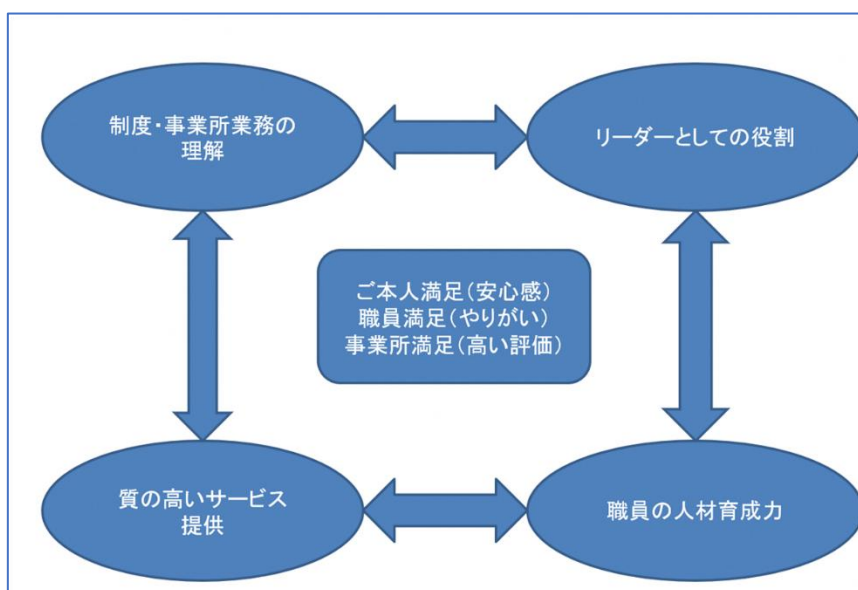 制度・事業所業務の
理解
リーダーとしての役割
ご本人満足(安心感)
職員満足(やりがい)
事業所満足(高い評価)
質の高いサービス
提供
職員の人材育成力